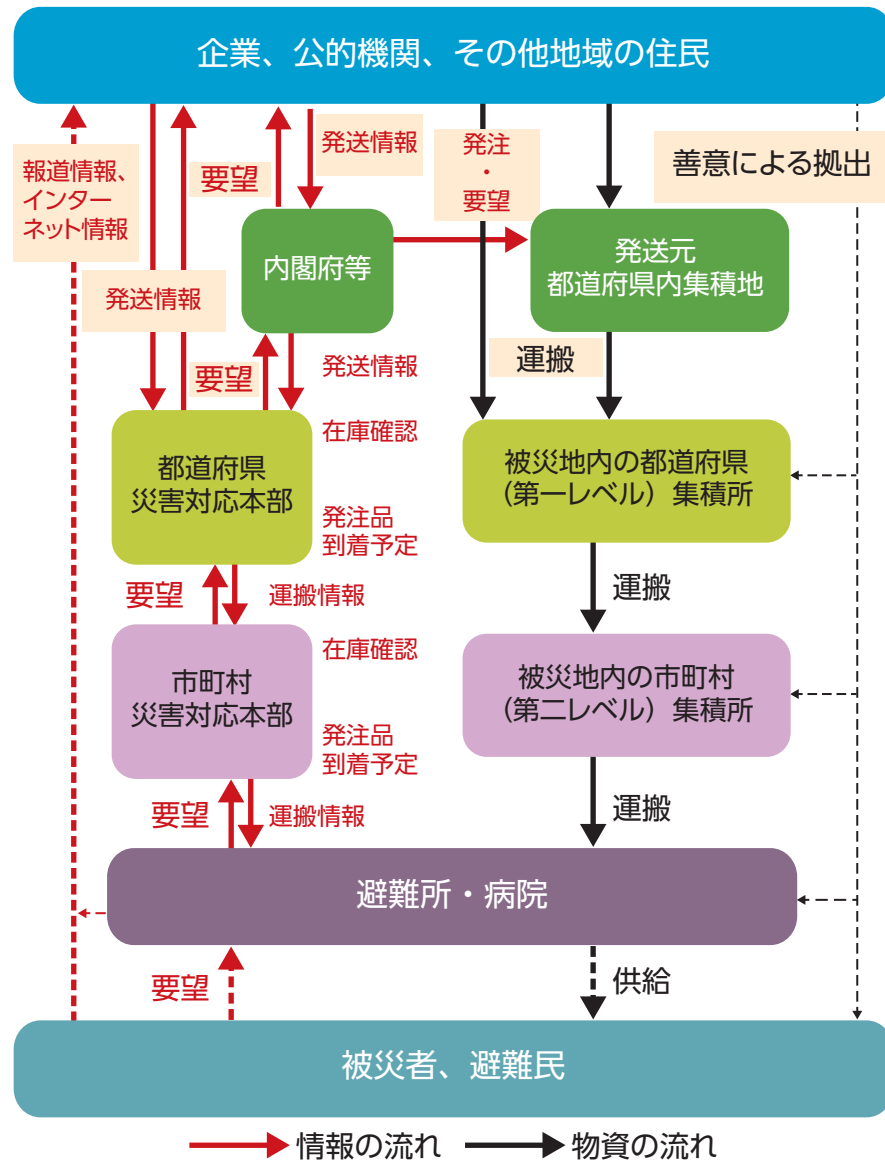 企業、公的機関、その他地域の住民
報道情報、
インター
ネット情報
要望
発送情報
発注
・
要望
善意による拠出
発送情報
内閣府等
発送元
都道府県内集積地
要望
発送情報
運搬
都道府県
災害対応本部
在庫確認
発注品
到着予定
被災地内の都道府県
(第一レベル)集積所
要望
運搬情報
運搬
市町村
災害対応本部
在庫確認
発注品
到着予定
被災地内の市町村
(第二レベル)集積所
要望
運搬情報
運搬
避難所・病院
要望
供給
被災者、避難民
情報の流れ
物資の流れ